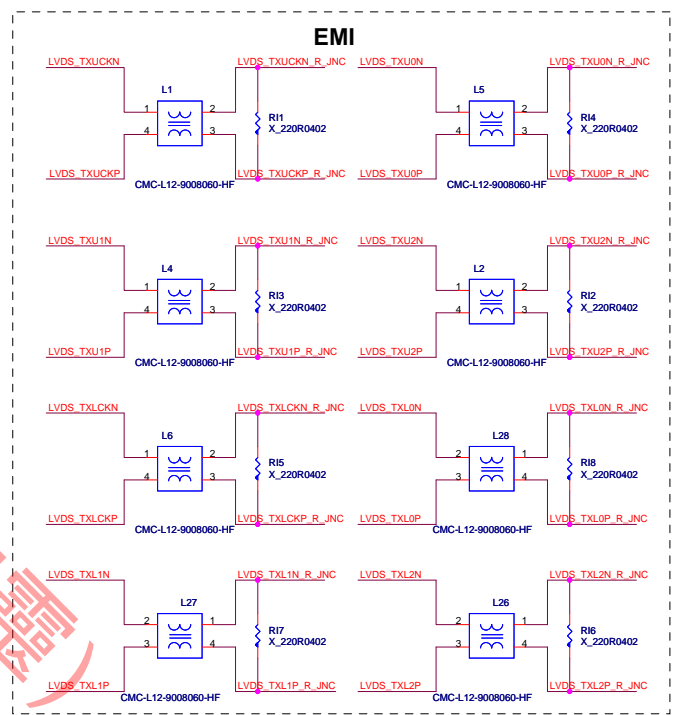 EMI
LVDS_TXUCKN
LVDS_TXUCKN_R_JNC
L1
1
2
4
3
RI1
X_220R0402
LVDS_TXUCKP
LVDS_TXUCKP_R_JNC
CMC-L12-9008060-HF
LVDS_TXU0N
LVDS_TXU0N_R_JNC
L5
1
2
4
3
RI4
X_220R0402
LVDS_TXU0P
LVDS_TXU0P_R_JNC
CMC-L12-9008060-HF
LVDS_TXU1N
LVDS_TXU1N_R_JNC
L4
1
2
4
3
RI3
X_220R0402
LVDS_TXU1P
LVDS_TXU1P_R_JNC
CMC-L12-9008060-HF
LVDS_TXU2N
LVDS_TXU2N_R_JNC
L2
1
2
4
3
RI2
X_220R0402
LVDS_TXU2P
LVDS_TXU2P_R_JNC
CMC-L12-9008060-HF
LVDS_TXLCKN
LVDS_TXLCKN_R_JNC
L6
1
2
4
3
RI5
X_220R0402
LVDS_TXLCKP
LVDS_TXLCKP_R_JNC
CMC-L12-9008060-HF
LVDS_TXL0N
LVDS_TXL0N_R_JNC
L28
2
1
3
4
RI8
X_220R0402
LVDS_TXL0P
LVDS_TXL0P_R_JNC
CMC-L12-9008060-HF
LVDS_TXL1N
LVDS_TXL1N_R_JNC
L27
2
1
3
4
RI7
X_220R0402
LVDS_TXL1P
LVDS_TXL1P_R_JNC
CMC-L12-9008060-HF
LVDS_TXL2N
LVDS_TXL2N_R_JNC
L26
2
1
3
4
RI6
X_220R0402
LVDS_TXL2P
LVDS_TXL2P_R_JNC
CMC-L12-9008060-HF